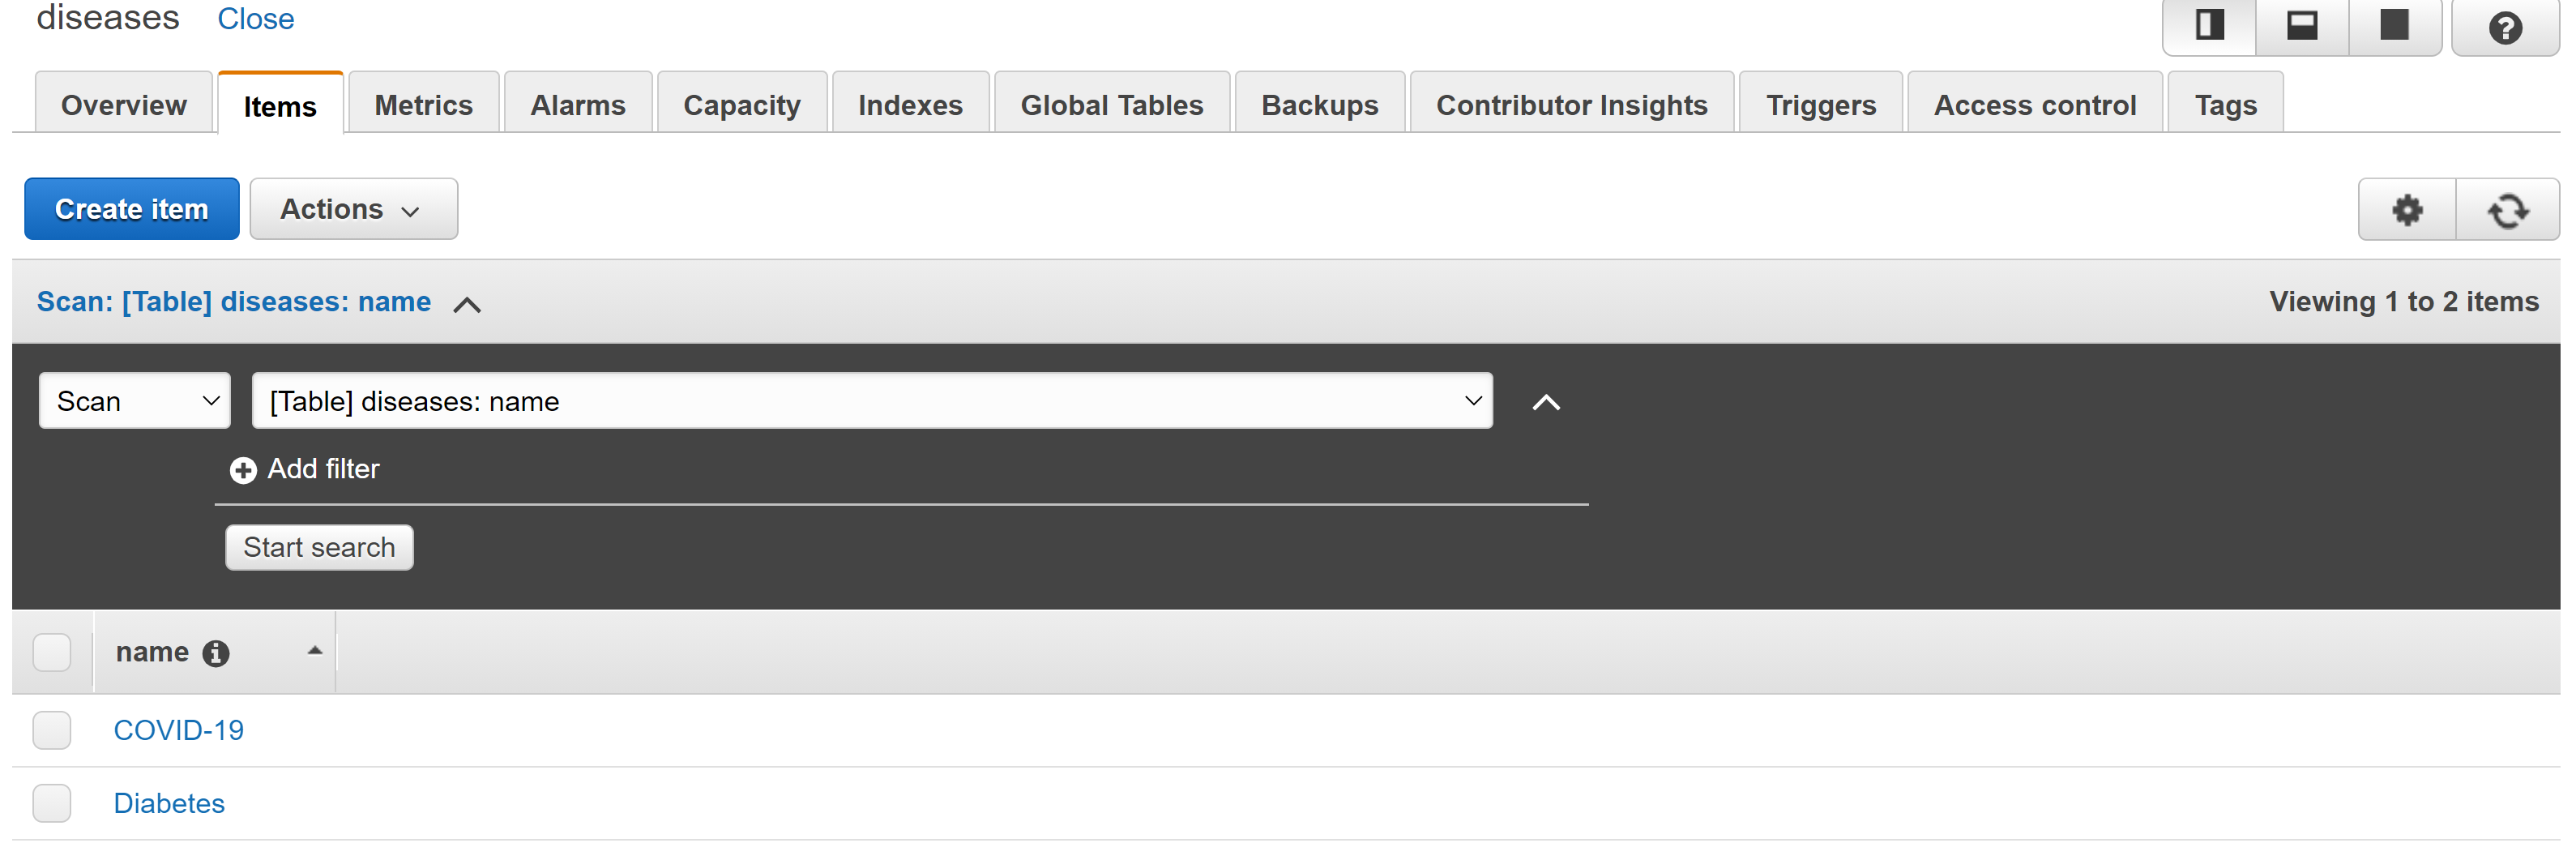 diseases Close
Overview Items Metrics Alarms Capacity Indexes Global Tables Backups Contributor Insights Triggers Access control Tags
Create item Actions
Scan: [Table] diseases: name Viewing 1 to 2 items
Scan [Table] diseases: name
Add filter
Start search
name
COVID-19
Diabetes